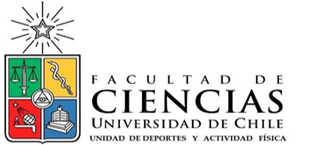 FACULTAD DE
CIENCIAS
UNIVERSIDAD DE CHILE
UNIDAD DE DEPORTES Y ACTIVIDAD FÍSICA